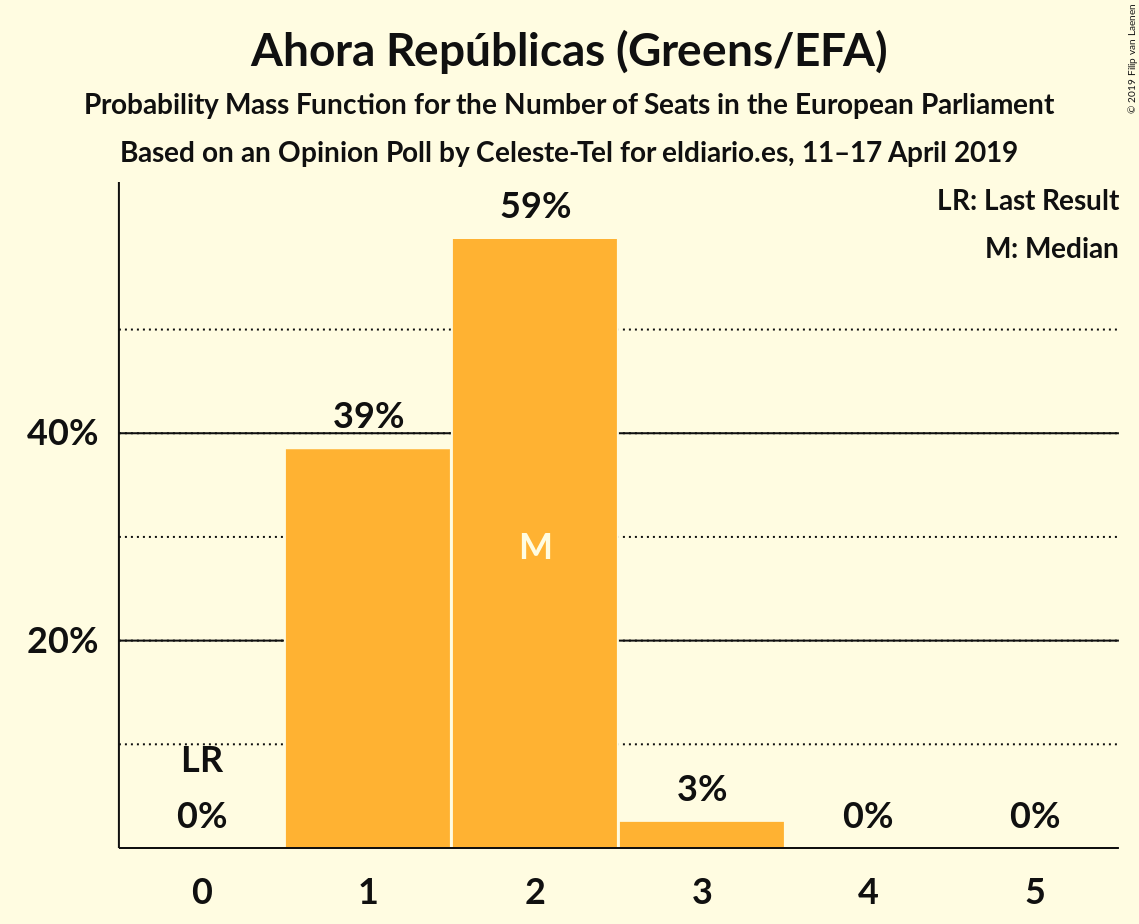 Ahora Repúblicas (Greens/EFA)
Probability Mass Function for the Number of Seats in the European Parliament
Based on an Opinion Poll by Celeste-Tel for eldiario.es, 11–17 April 2019
© 2019 Filip van Laenen
LR: Last Result
M: Median
59%
39%
40%
M
20%
LR
0%
3%
0%
0%
0 1 2 3 4 5